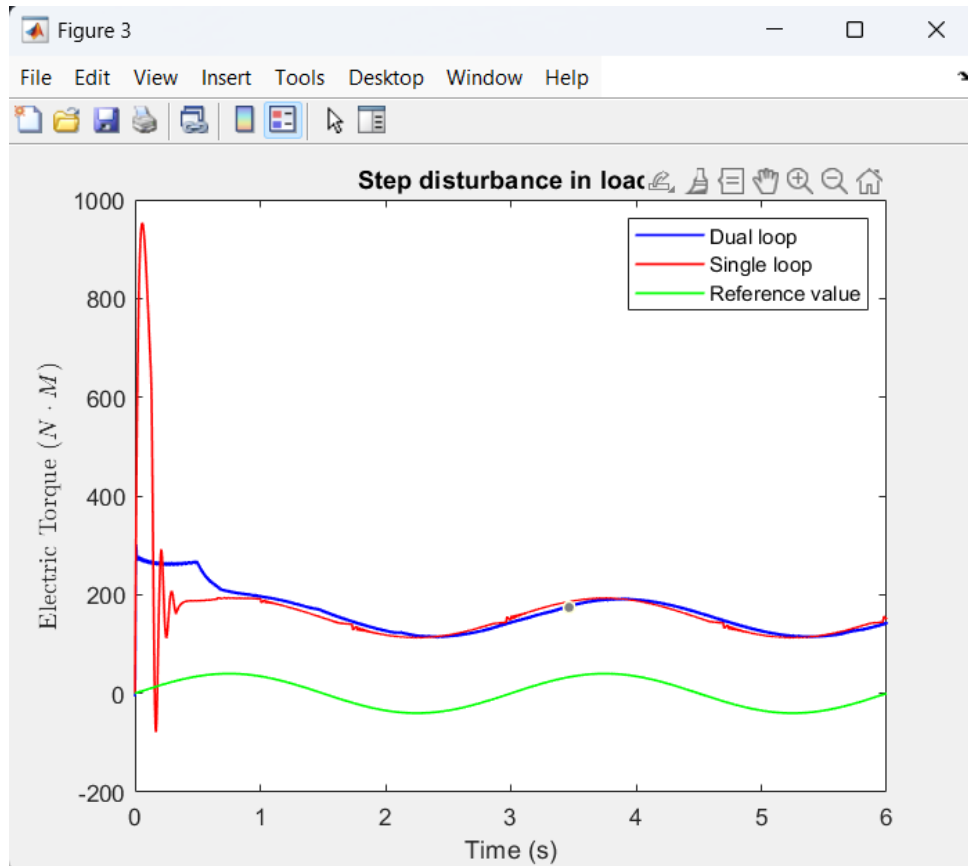 Figure 3
File Edit View Insert Tools Desktop Window Help
Step disturbance in
1000
800
600
400
200
0
-200
Electric Torque (N · M)
Dual loop
Single loop
Reference value
0 1 2 3 4 5 6
Time (s)